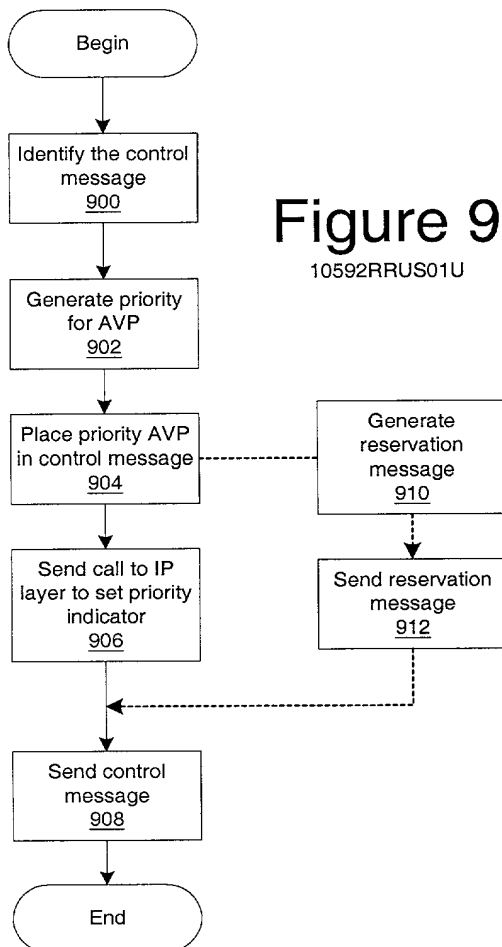 Begin
Identify the control
message
900
Figure 9
10592RRUS01U
Generate priority
for AVP
902
Place priority AVP
in control message
904
Generate
reservation
message
910
Send call to IP
layer to set priority
indicator
906
Send reservation
message
912
Send control
message
908
End